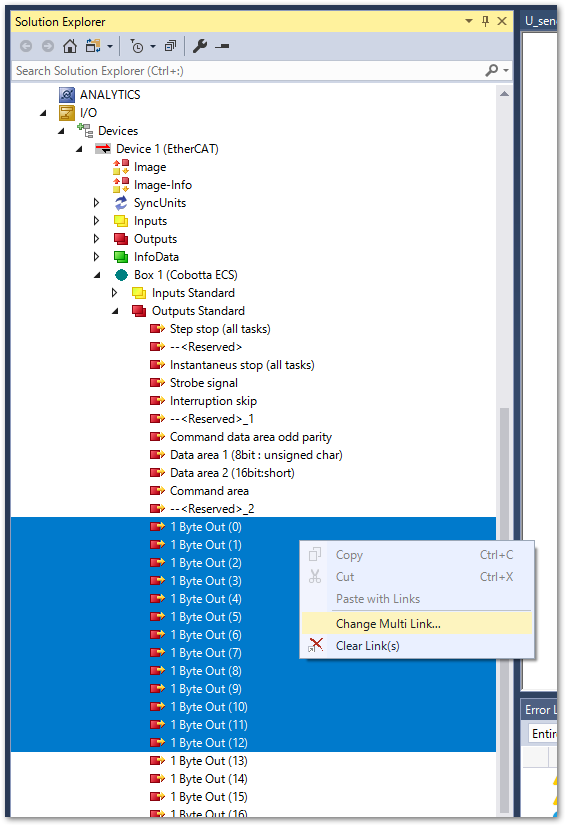 Solution Explorer
U_send
Search Solution Explorer (Ctrl+:)
ANALYTICS
I/O
Devices
Device 1 (EtherCAT)
Image
Image-Info
SyncUnits
Inputs
Outputs
InfoData
Box 1 (Cobotta ECS)
Inputs Standard
Outputs Standard
Step stop (all tasks)
--<Reserved>
Instantaneus stop (all tasks)
Strobe signal
Interruption skip
--<Reserved>_1
Command data area odd parity
Data area 1 (8bit : unsigned char)
Data area 2 (16bit:short)
Command area
--<Reserved>_2
1 Byte Out (0)
1 Byte Out (1)
1 Byte Out (2)
1 Byte Out (3)
1 Byte Out (4)
1 Byte Out (5)
1 Byte Out (6)
1 Byte Out (7)
1 Byte Out (8)
1 Byte Out (9)
1 Byte Out (10)
1 Byte Out (11)
1 Byte Out (12)
1 Byte Out (13)
1 Byte Out (14)
1 Byte Out (15)
1 Byte Out (16)
Copy Ctrl+C
Cut Ctrl+X
Paste with Links
Change Multi Link...
Clear Link(s)
Error L
Entir